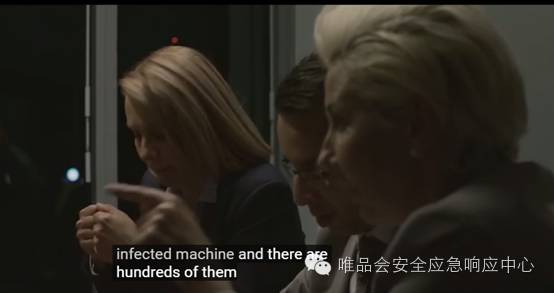 infected machine and there are
hundreds of them
唯品会安全应急响应中心